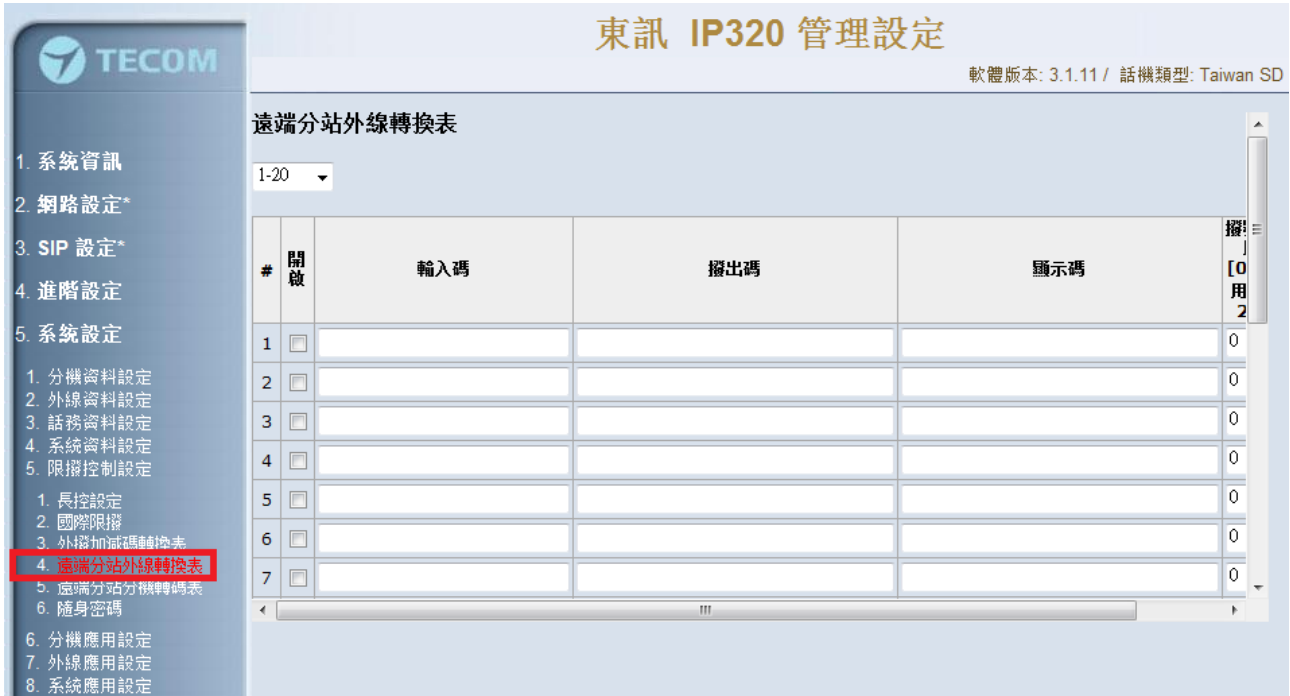 TECOM
東訊 IP320 管理設定
軟體版本: 3.1.11 / 話機類型: Taiwan SD
1. 系統資訊
2. 網路設定*
3. SIP 設定*
4. 進階設定
5. 系統設定
1. 分機資料設定
2. 外線資料設定
3. 話務資料設定
4. 系統資料設定
5. 限撥控制設定
1. 長控設定
2. 國際限撥
3. 外撥加減碼轉換表
4. 遠端分站外線轉換表
5. 遠端分站分機轉碼表
6. 隨身密碼
6. 分機應用設定
7. 外線應用設定
8. 系統應用設定
遠端分站外線轉換表
1-20
# 開啟 輸入碼 撥出碼 顯示碼
[0
用
2
1 0
2 0
3 0
4 0
5 0
6 0
7 0